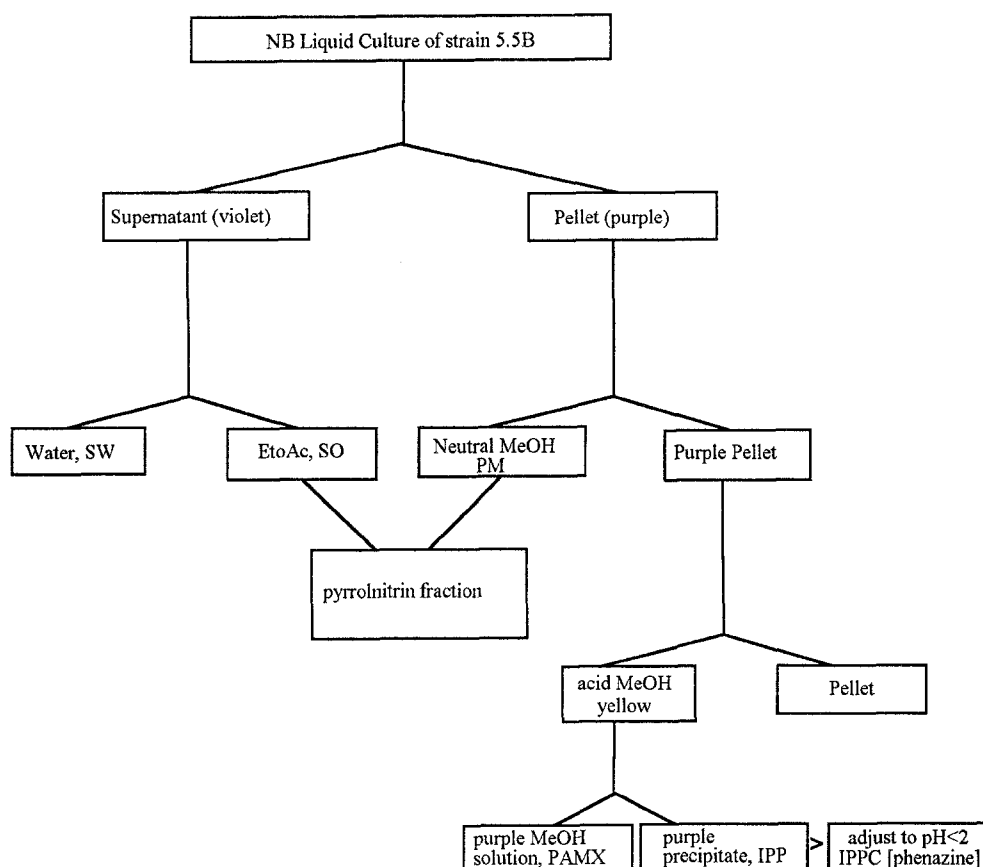 NB Liquid Culture of strain 5.5B
Supernatant (violet)
Pellet (purple)
Water, SW
EtoAc, SO
Neutral MeOH
PM
Purple Pellet
pyrrolnitrin fraction
acid MeOH
yellow
Pellet
purple MeOH
solution, PAMX
purple
precipitate, IPP
>
adjust to pH<2
IPPC [phenazine]